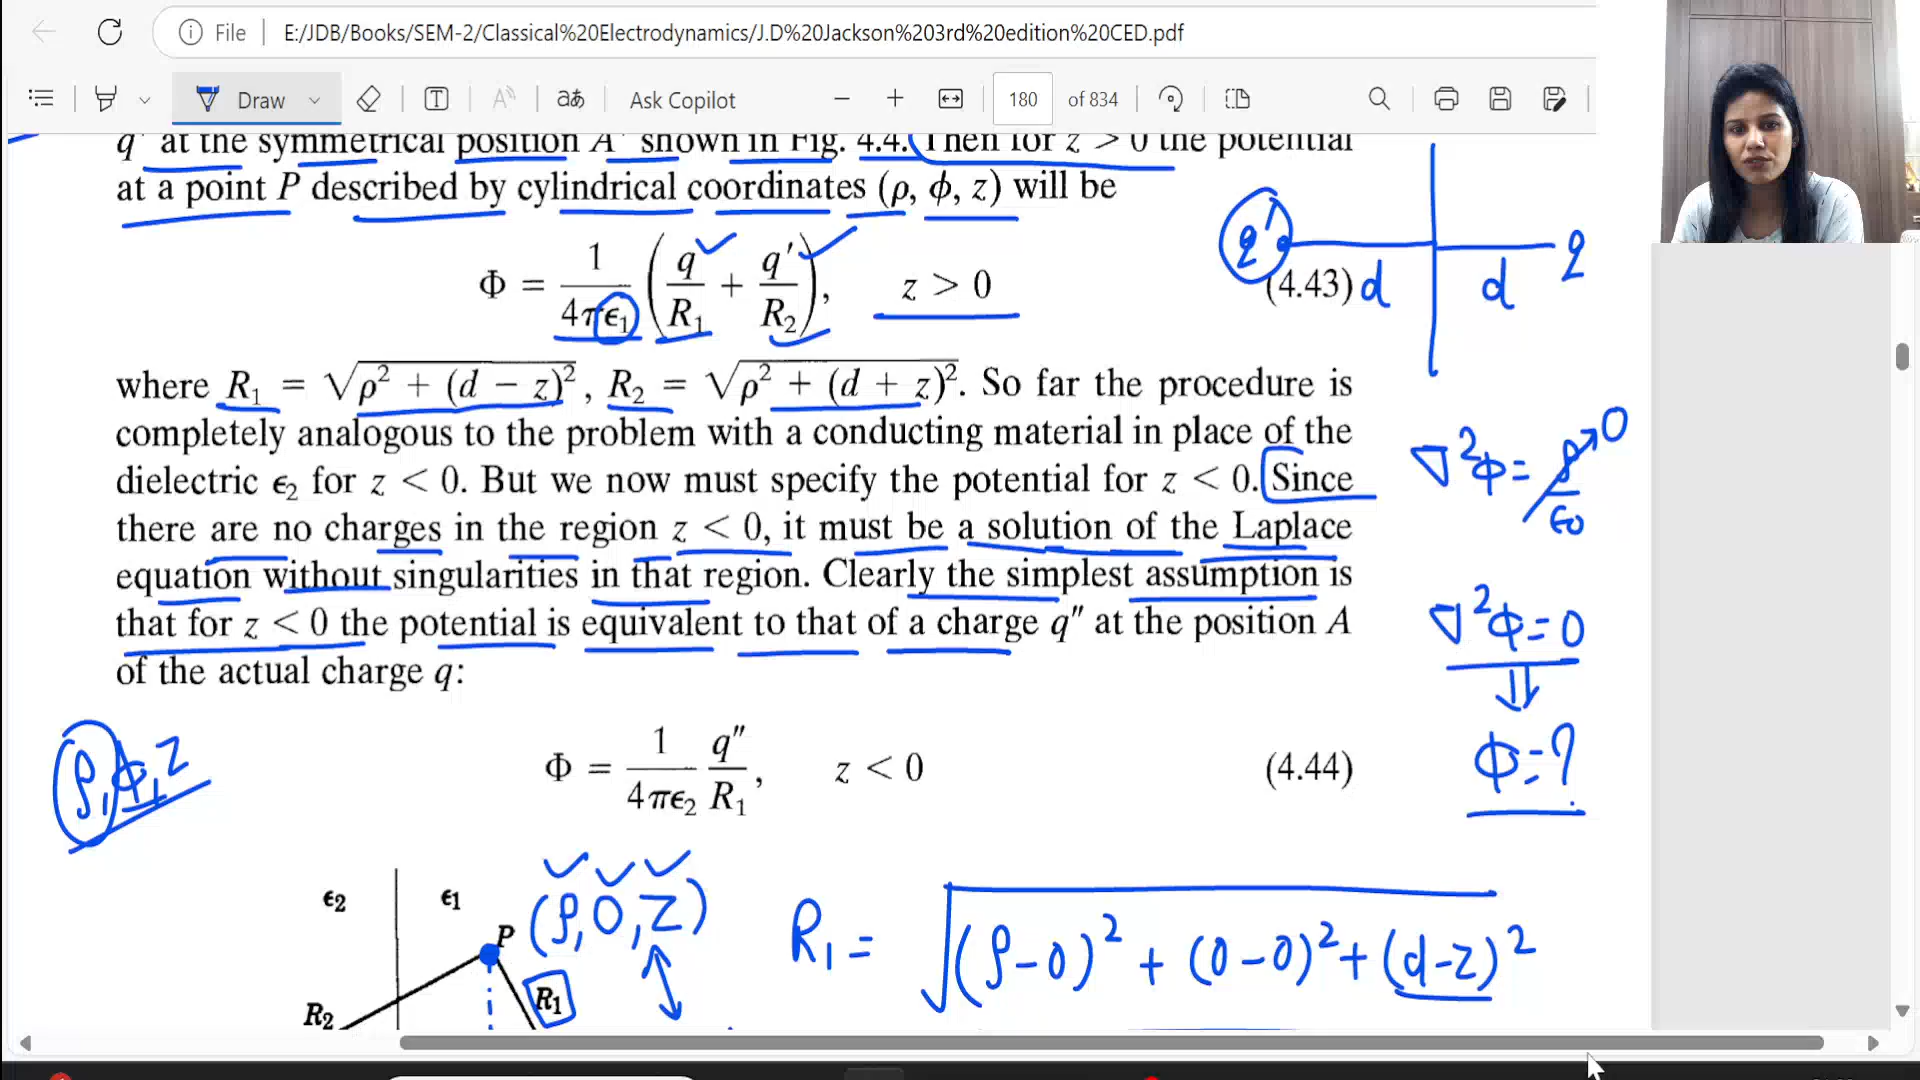 File E:/JDB/Books/SEM-2/Classical%20Electrodynamics/J.D%20Jackson%203rd%20edition%20CED.pdf
Draw T A aあ Ask Copilot 180 of 834
q' at the symmetrical position A' shown in Fig. 4.4. Then for z > 0 the potential
at a point P described by cylindrical coordinates (ρ, ϕ, z) will be
Φ = 1/4πϵ₁ (q/R₁ + q'/R₂), z > 0 (4.43)
q' d d q
where R₁ = √ρ² + (d − z)², R₂ = √ρ² + (d + z)². So far the procedure is
completely analogous to the problem with a conducting material in place of the
dielectric ϵ₂ for z < 0. But we now must specify the potential for z < 0. Since
there are no charges in the region z < 0, it must be a solution of the Laplace
equation without singularities in that region. Clearly the simplest assumption is
that for z < 0 the potential is equivalent to that of a charge q″ at the position A
of the actual charge q:
∇²ϕ = ρ/ϵ0 → 0
∇²ϕ = 0
⇓
ϕ = ?
Φ = 1/4πϵ₂ q″/R₁, z < 0 (4.44)
ρ, ϕ, z
ϵ₂ ϵ₁
P (ρ, 0, z)
R₁ = √(ρ−0)² + (0−0)² + (d−z)²
R₂ R₁